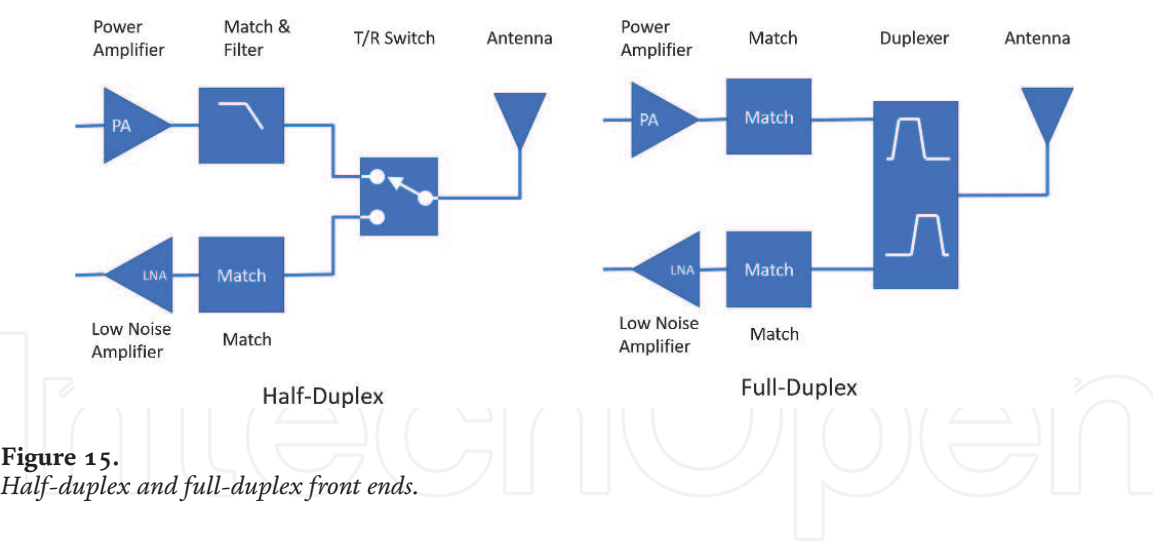 Power
Amplifier
Match &
Filter
T/R Switch
Antenna
PA
LNA
Match
Low Noise
Amplifier
Match
Half-Duplex
Power
Amplifier
Match
Duplexer
Antenna
PA
Match
LNA
Match
Low Noise
Amplifier
Match
Full-Duplex
IntechOpen
Figure 15.
Half-duplex and full-duplex front ends.